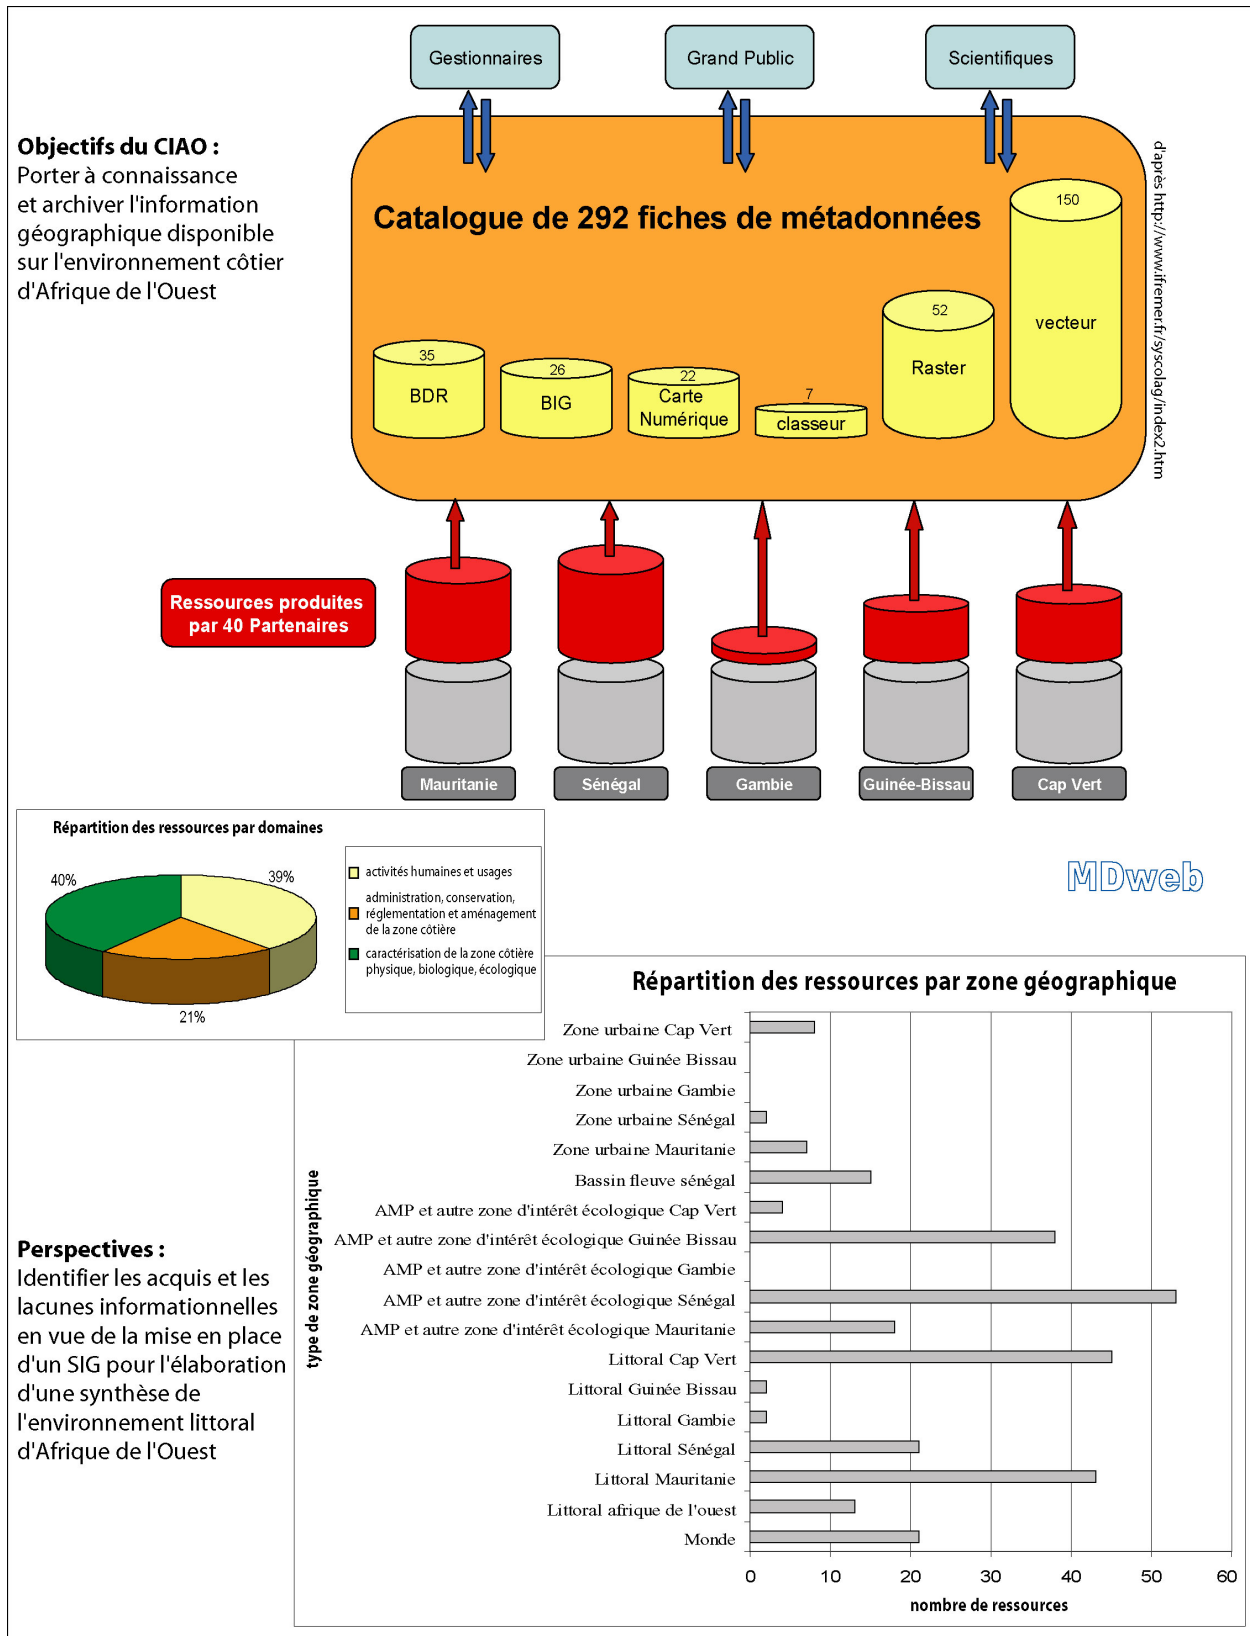 Gestionnaires
Grand Public
Scientifiques
Objectifs du CIAO :
Porter à connaissance
et archiver l'information
géographique disponible
sur l'environnement côtier
d'Afrique de l'Ouest
Catalogue de 292 fiches de métadonnées
35
BDR
26
BIG
22
Carte
Numérique
7
classeur
52
Raster
150
vecteur
d'après http://www.ifremer.fr/syscolag/index2.htm
Ressources produites
par 40 Partenaires
Mauritanie
Sénégal
Gambie
Guinée-Bissau
Cap Vert
Répartition des ressources par domaines
40%
39%
21%
activités humaines et usages
administration, conservation,
réglementation et aménagement
de la zone côtière
caractérisation de la zone côtière
physique, biologique, écologique
MDweb
Perspectives :
Identifier les acquis et les
lacunes informationnelles
en vue de la mise en place
d'un SIG pour l'élaboration
d'une synthèse de
l'environnement littoral
d'Afrique de l'Ouest
Répartition des ressources par zone géographique
type de zone géographique
Zone urbaine Cap Vert
Zone urbaine Guinée Bissau
Zone urbaine Gambie
Zone urbaine Sénégal
Zone urbaine Mauritanie
Bassin fleuve sénégal
AMP et autre zone d'intérêt écologique Cap Vert
AMP et autre zone d'intérêt écologique Guinée Bissau
AMP et autre zone d'intérêt écologique Gambie
AMP et autre zone d'intérêt écologique Sénégal
AMP et autre zone d'intérêt écologique Mauritanie
Littoral Cap Vert
Littoral Guinée Bissau
Littoral Gambie
Littoral Sénégal
Littoral Mauritanie
Littoral afrique de l'ouest
Monde
0 10 20 30 40 50 60
nombre de ressources